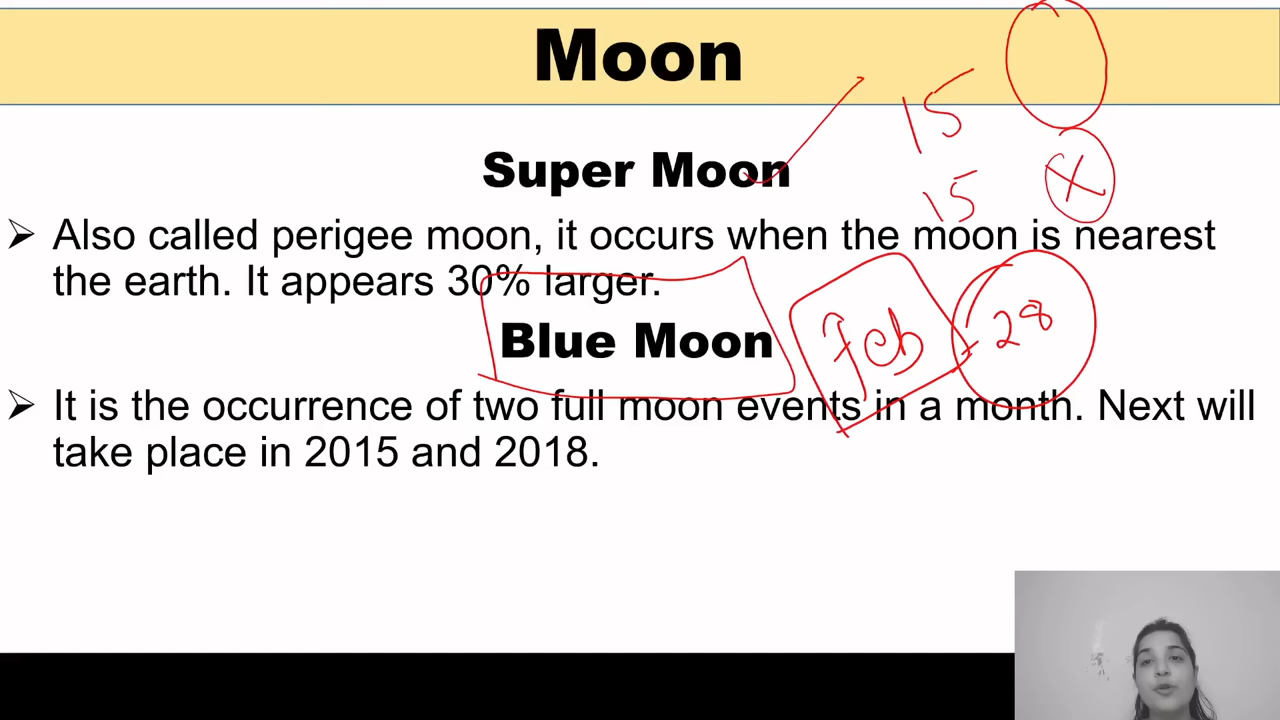 Moon
15
Super Moon
15
➢ Also called perigee moon, it occurs when the moon is nearest
the earth. It appears 30% larger.
Blue Moon
Feb - 28
➢ It is the occurrence of two full moon events in a month. Next will
take place in 2015 and 2018.